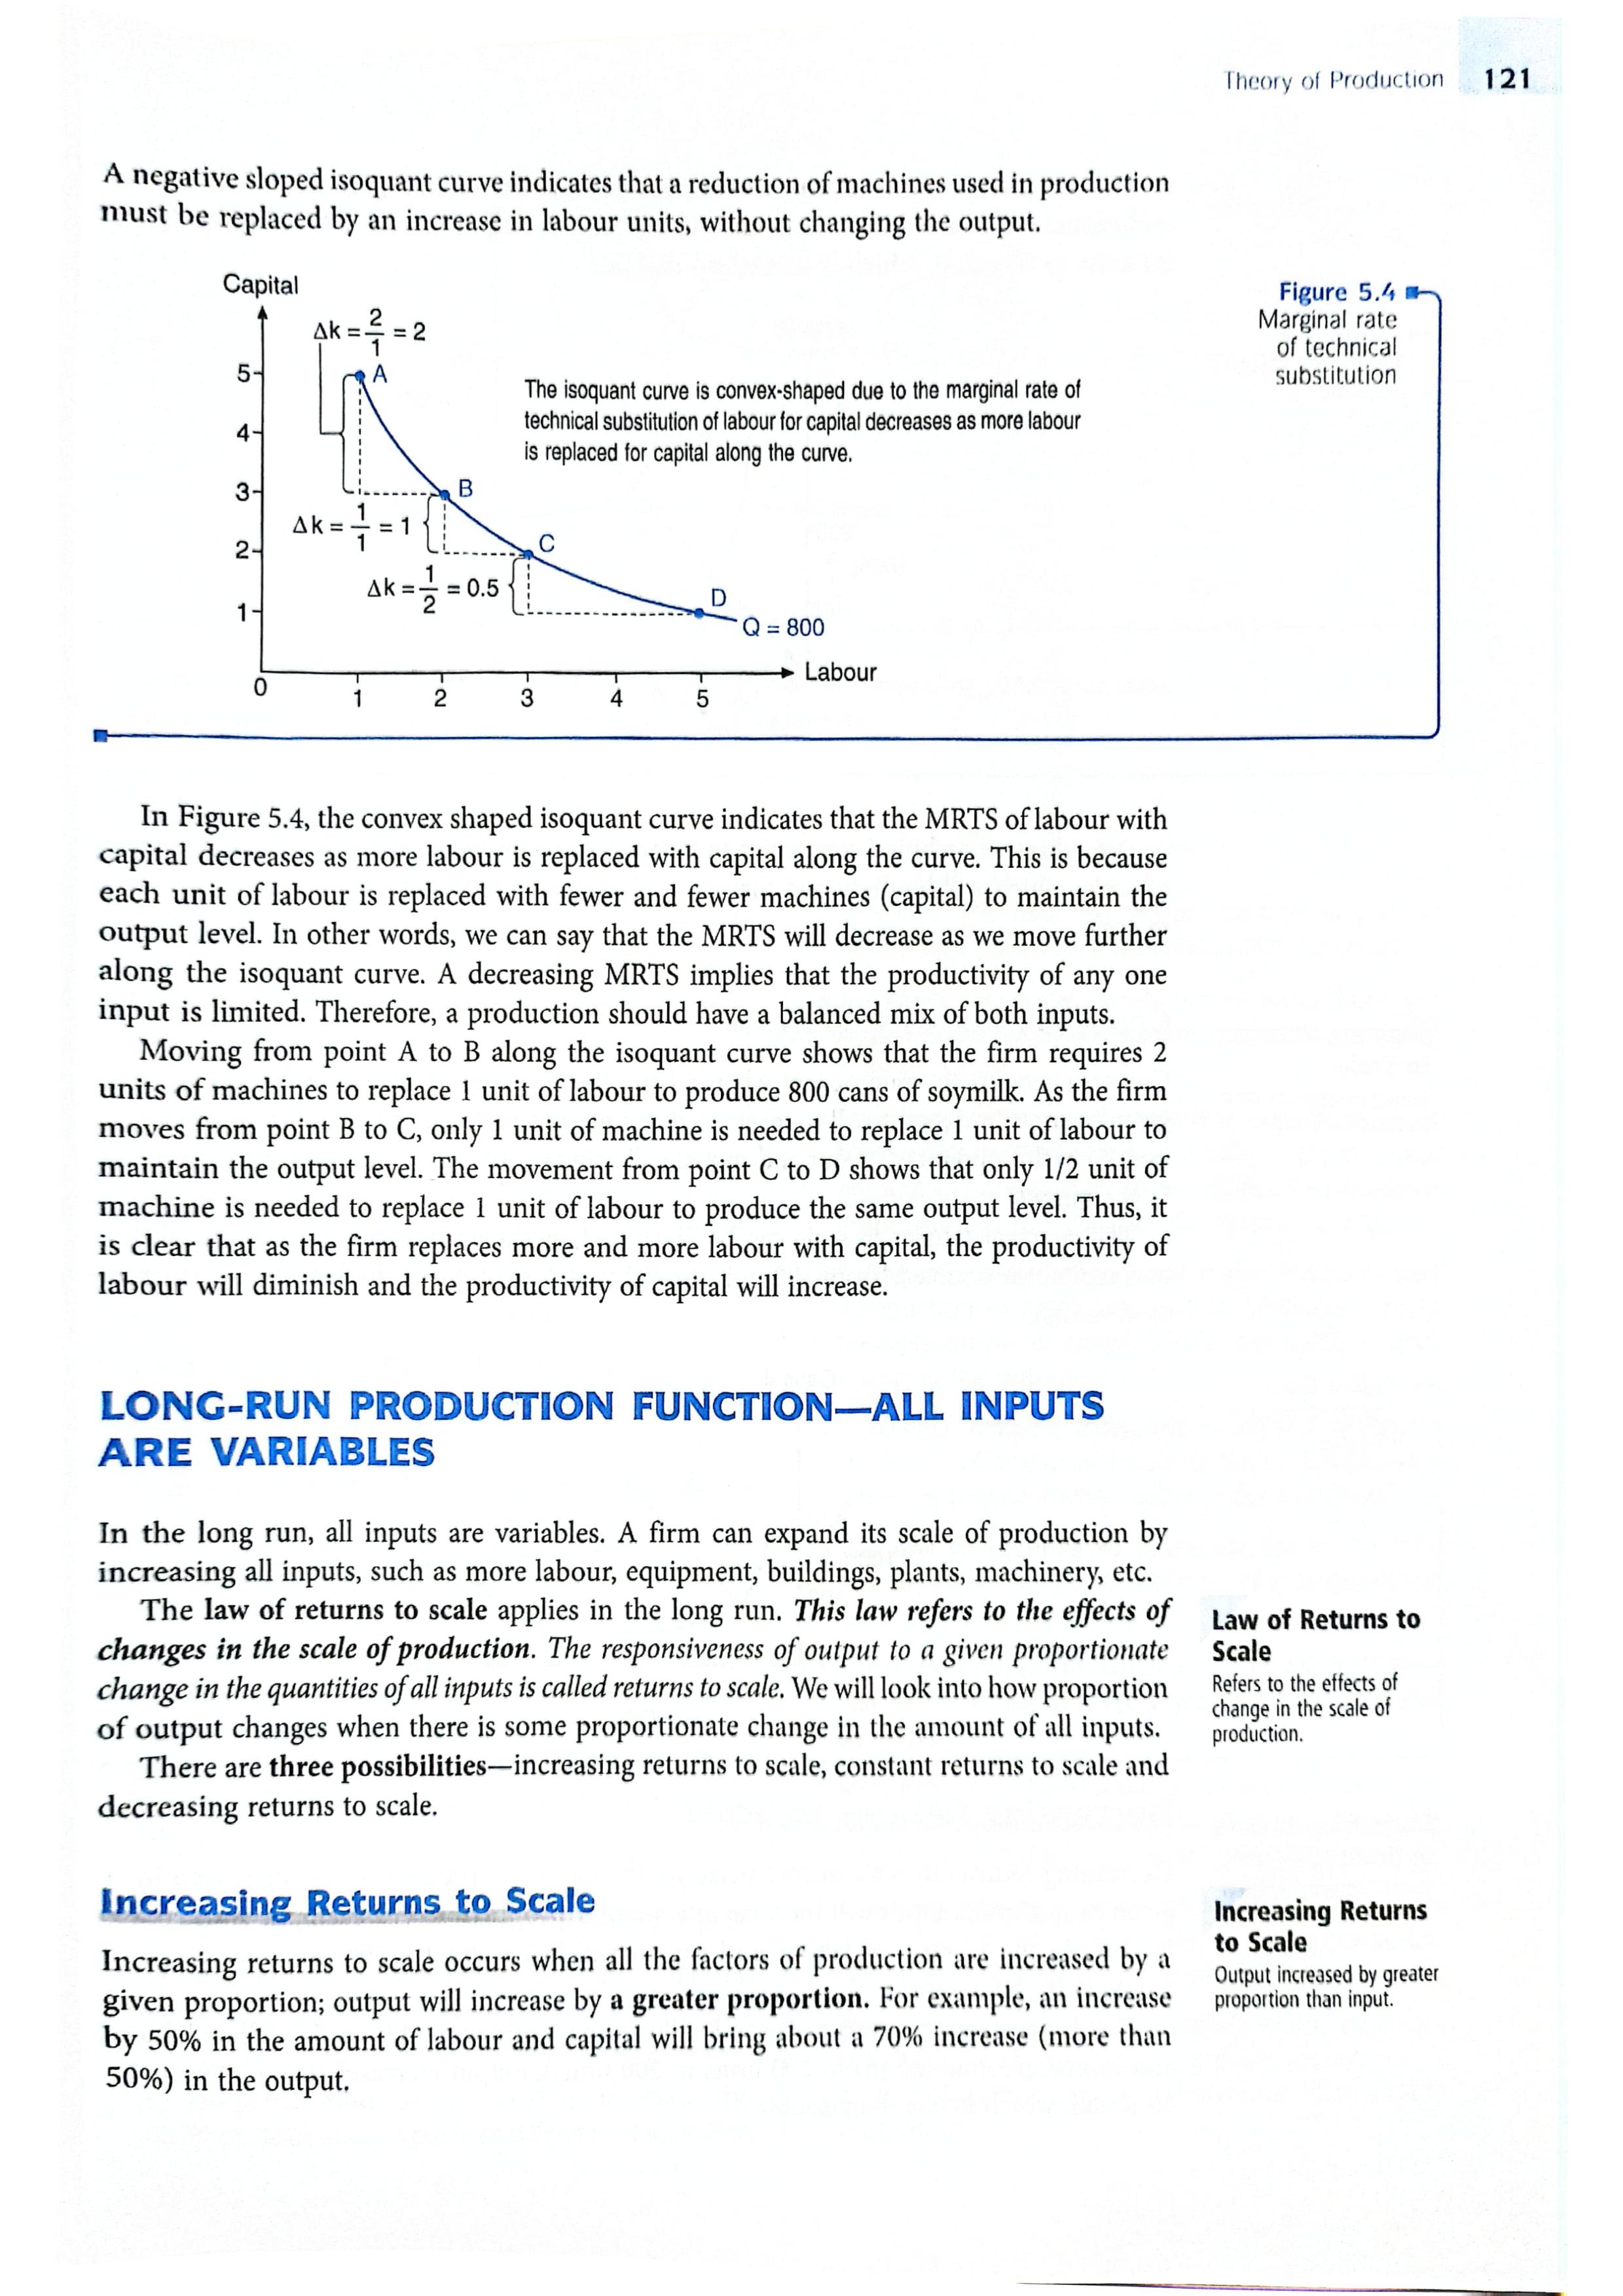 Theory of Production 121
A negative sloped isoquant curve indicates that a reduction of machines used in production
must be replaced by an increase in labour units, without changing the output.
Figure 5.4
Marginal rate
of technical
substitution
Capital
Δk = 2/1 = 2
5
A
The isoquant curve is convex-shaped due to the marginal rate of
technical substitution of labour for capital decreases as more labour
is replaced for capital along the curve.
4
3
B
Δk = 1/1 = 1
2
C
Δk = 1/2 = 0.5
D
1
Q = 800
Labour
0 1 2 3 4 5
In Figure 5.4, the convex shaped isoquant curve indicates that the MRTS of labour with
capital decreases as more labour is replaced with capital along the curve. This is because
each unit of labour is replaced with fewer and fewer machines (capital) to maintain the
output level. In other words, we can say that the MRTS will decrease as we move further
along the isoquant curve. A decreasing MRTS implies that the productivity of any one
input is limited. Therefore, a production should have a balanced mix of both inputs.
Moving from point A to B along the isoquant curve shows that the firm requires 2
units of machines to replace 1 unit of labour to produce 800 cans of soymilk. As the firm
moves from point B to C, only 1 unit of machine is needed to replace 1 unit of labour to
maintain the output level. The movement from point C to D shows that only 1/2 unit of
machine is needed to replace 1 unit of labour to produce the same output level. Thus, it
is clear that as the firm replaces more and more labour with capital, the productivity of
labour will diminish and the productivity of capital will increase.
LONG-RUN PRODUCTION FUNCTION—ALL INPUTS
ARE VARIABLES
In the long run, all inputs are variables. A firm can expand its scale of production by
increasing all inputs, such as more labour, equipment, buildings, plants, machinery, etc.
The law of returns to scale applies in the long run. This law refers to the effects of
changes in the scale of production. The responsiveness of output to a given proportionate
change in the quantities of all inputs is called returns to scale. We will look into how proportion
of output changes when there is some proportionate change in the amount of all inputs.
There are three possibilities—increasing returns to scale, constant returns to scale and
decreasing returns to scale.
Law of Returns to
Scale
Refers to the effects of
change in the scale of
production.
Increasing Returns to Scale
Increasing returns to scale occurs when all the factors of production are increased by a
given proportion; output will increase by a greater proportion. For example, an increase
by 50% in the amount of labour and capital will bring about a 70% increase (more than
50%) in the output.
Increasing Returns
to Scale
Output increased by greater
proportion than input.